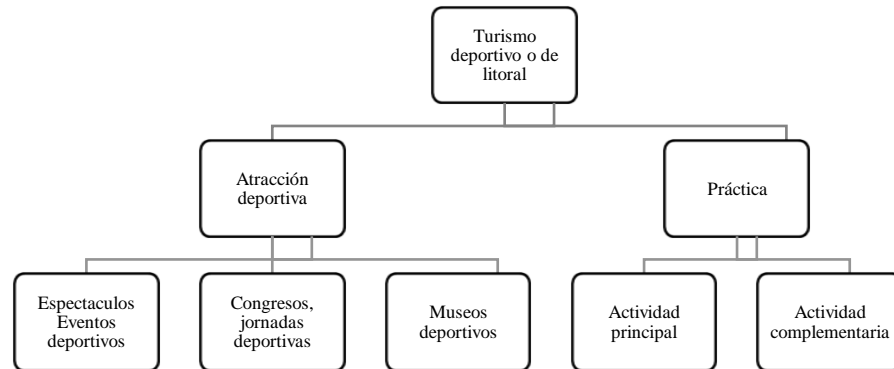 Turismo
deportivo o de
litoral
Atracción
deportiva
Práctica
Espectaculos
Eventos
deportivos
Congresos,
jornadas
deportivas
Museos
deportivos
Actividad
principal
Actividad
complementaria